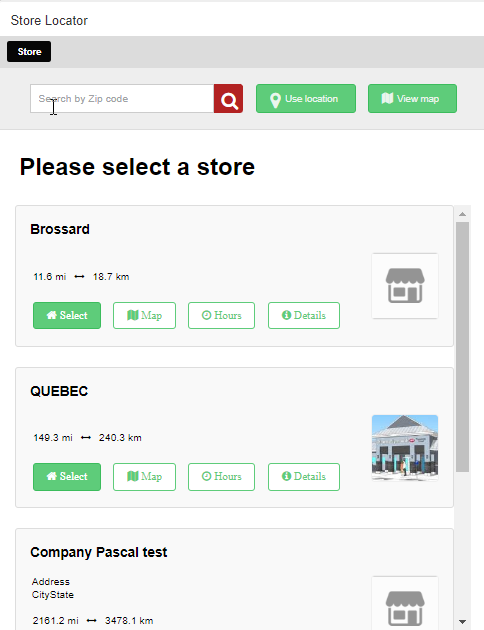 Store Locator
Store
Search by Zip code
Use location
View map
Please select a store
Brossard
11.6 mi ↔ 18.7 km
Select Map Hours Details
QUEBEC
149.3 mi ↔ 240.3 km
Select Map Hours Details
Company Pascal test
Address
CityState
2161.2 mi ↔ 3478.1 km